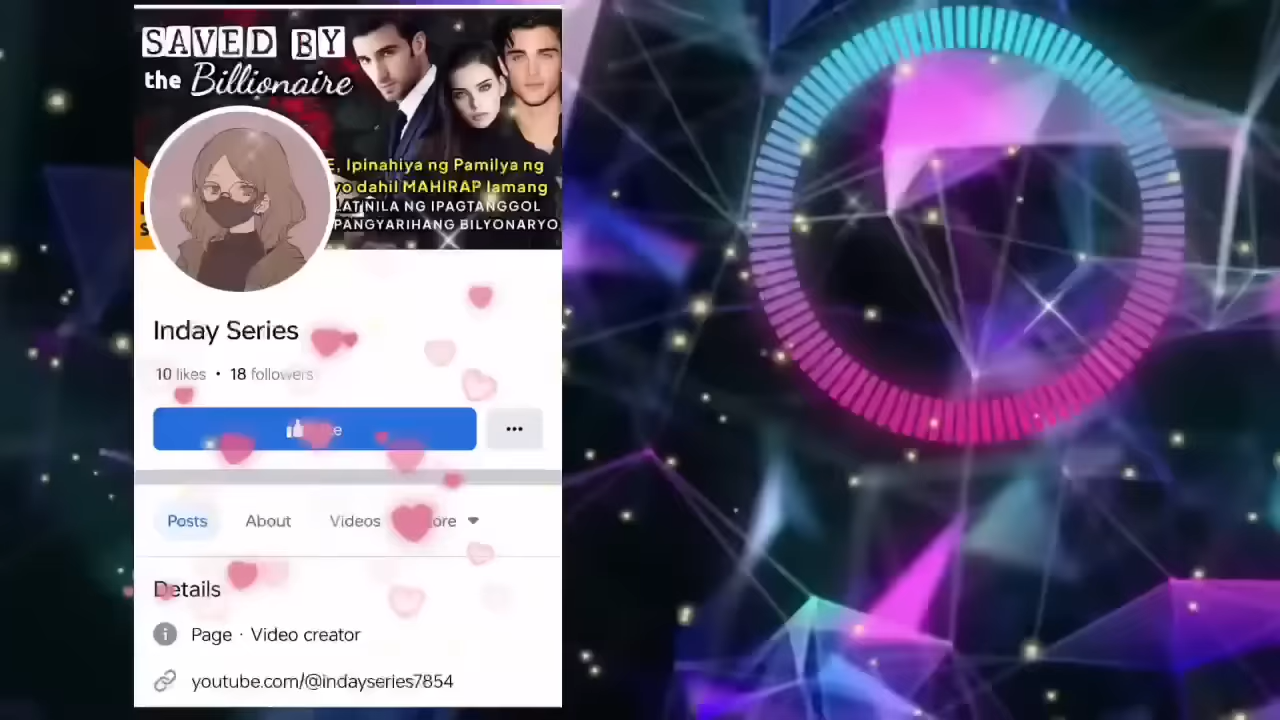 SAVED BY
the Billionaire
E, Ipinahiya ng Pamilya ng
yo dahil MAHIRAP lamang
NILA NG IPAGTANGGOL
PANGYARIHANG BILYONARYO
Inday Series
10 likes • 18 followers
...
Posts About Videos
Details
Page · Video creator
youtube.com/@indayseries7854